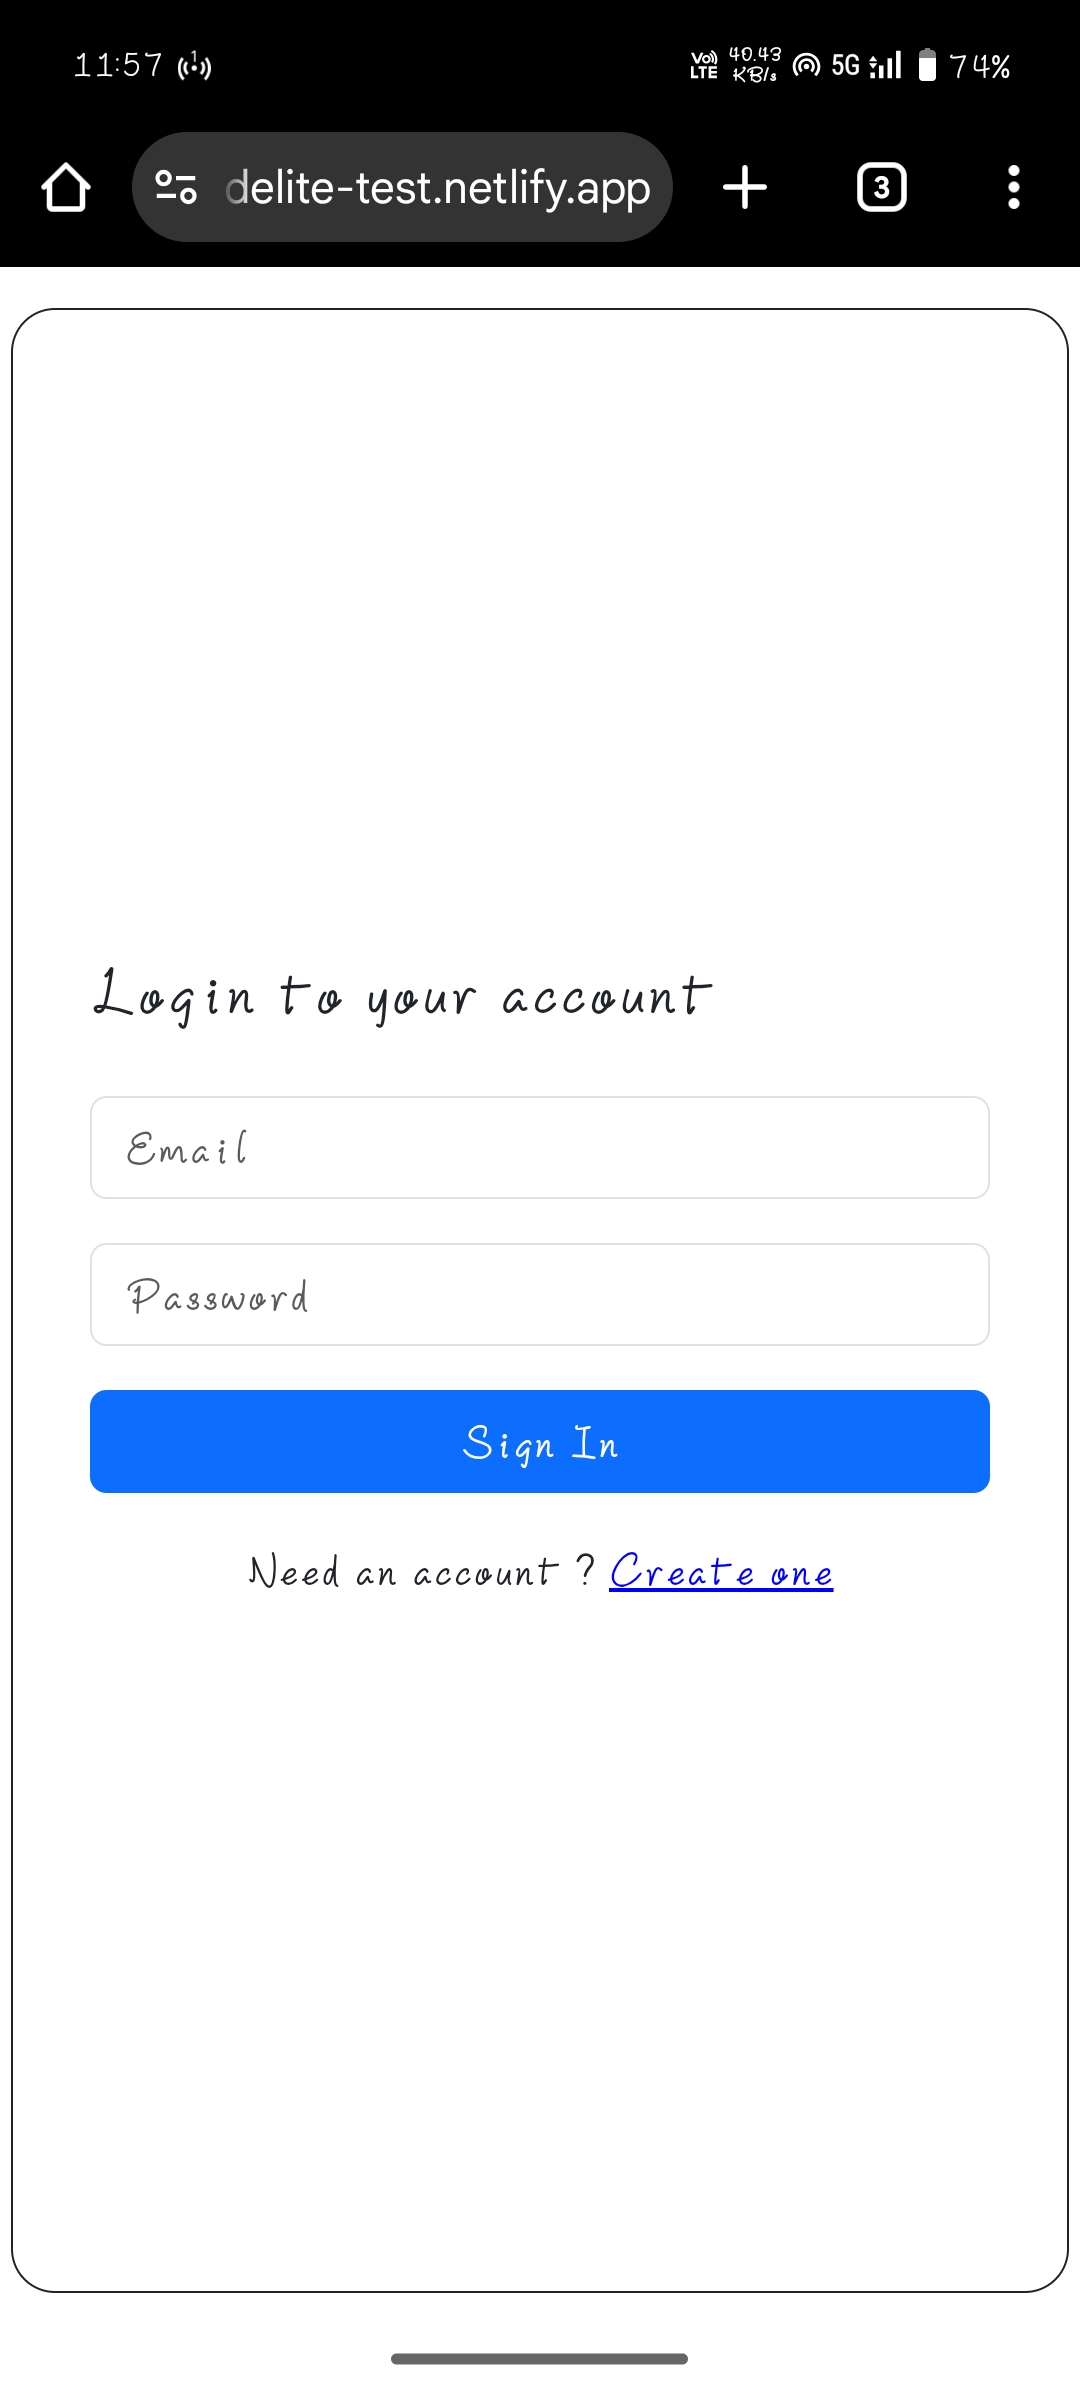 11:57 1 Vo)) LTE 40.43 KB/s 5G 74%
delite-test.netlify.app 3
Login to your account
Email
Password
Sign In
Need an account ? Create one